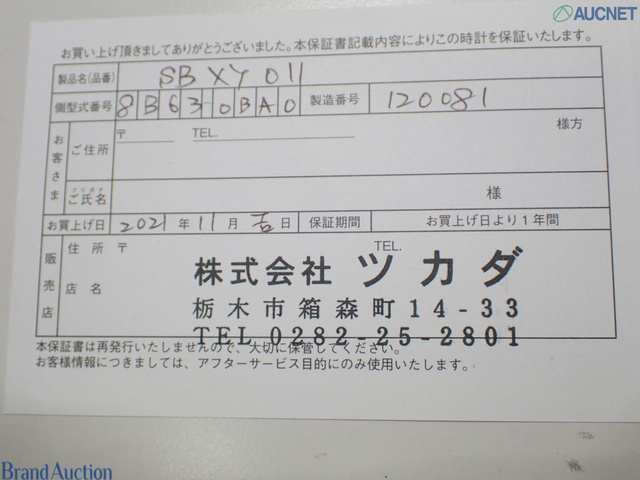 AUCNET
お買い上げ頂きましてありがとうございました。本保証書記載内容によりこの時計を保証いたします。
製品名(品番) SBXY011
側型式番号 8B63-0BA0 製造番号 120081
お客さま
ご住所 〒 TEL. 様方
フリガナ
ご氏名 様
お買上げ日 2021年11月吉日 保証期間 お買上げ日より1年間
販売店
住所 〒 TEL.
株式会社 ツカダ
店名
栃木市箱森町14-33
TEL 0282-25-2801
本保証書は再発行いたしませんので、大切に保管してください。
お客様情報につきましては、アフターサービス目的にのみ使用いたします。
Brand Auction